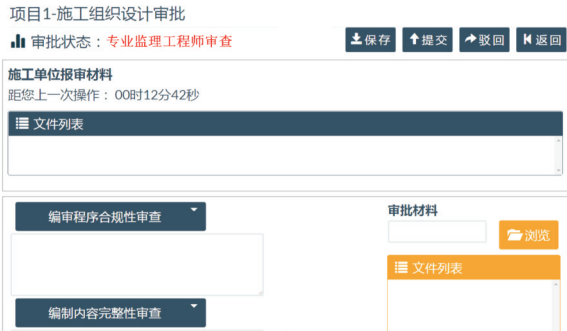 项目1-施工组织设计审批
审批状态：专业监理工程师审查
保存 提交 驳回 返回
施工单位报审材料
距您上一次操作： 00时12分42秒
文件列表
编审程序合规性审查
审批材料
浏览
文件列表
编制内容完整性审查